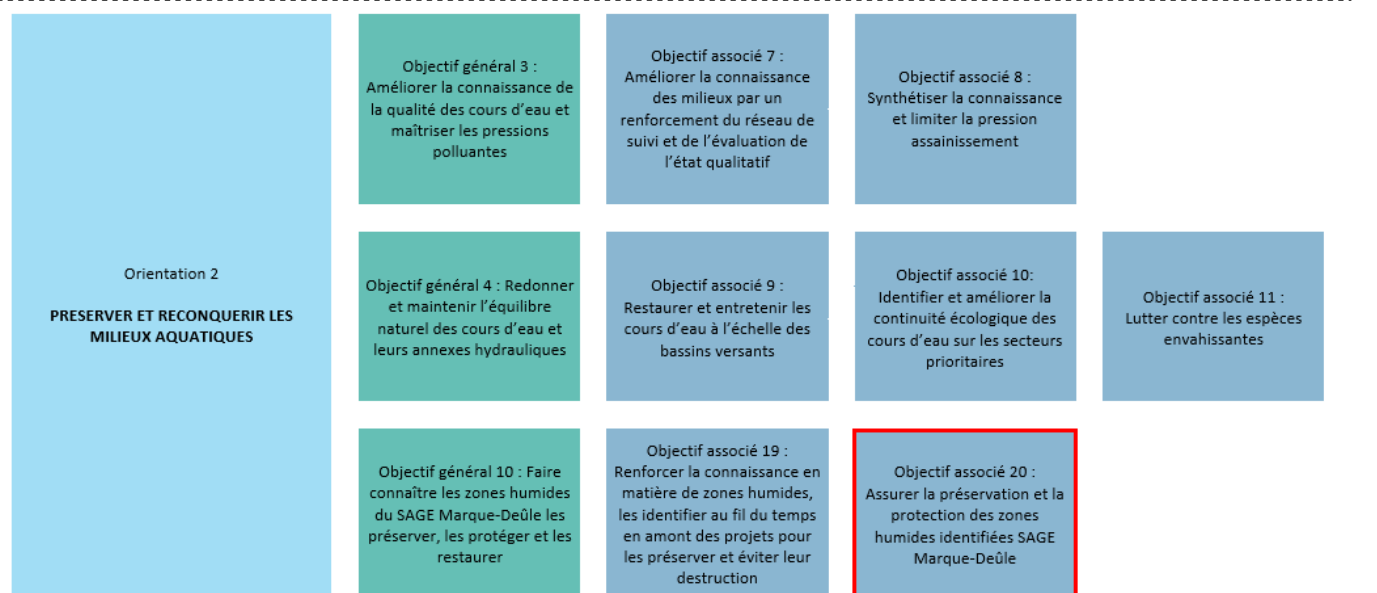 Orientation 2
PRESERVER ET RECONQUERIR LES
MILIEUX AQUATIQUES
Objectif général 3 :
Améliorer la connaissance de
la qualité des cours d’eau et
maîtriser les pressions
polluantes
Objectif associé 7 :
Améliorer la connaissance
des milieux par un
renforcement du réseau de
suivi et de l’évaluation de
l’état qualitatif
Objectif associé 8 :
Synthétiser la connaissance
et limiter la pression
assainissement
Objectif général 4 : Redonner
et maintenir l’équilibre
naturel des cours d’eau et
leurs annexes hydrauliques
Objectif associé 9 :
Restaurer et entretenir les
cours d’eau à l’échelle des
bassins versants
Objectif associé 10:
Identifier et améliorer la
continuité écologique des
cours d’eau sur les secteurs
prioritaires
Objectif associé 11 :
Lutter contre les espèces
envahissantes
Objectif général 10 : Faire
connaître les zones humides
du SAGE Marque-Deûle les
préserver, les protéger et les
restaurer
Objectif associé 19 :
Renforcer la connaissance en
matière de zones humides,
les identifier au fil du temps
en amont des projets pour
les préserver et éviter leur
destruction
Objectif associé 20 :
Assurer la préservation et la
protection des zones
humides identifiées SAGE
Marque-Deûle